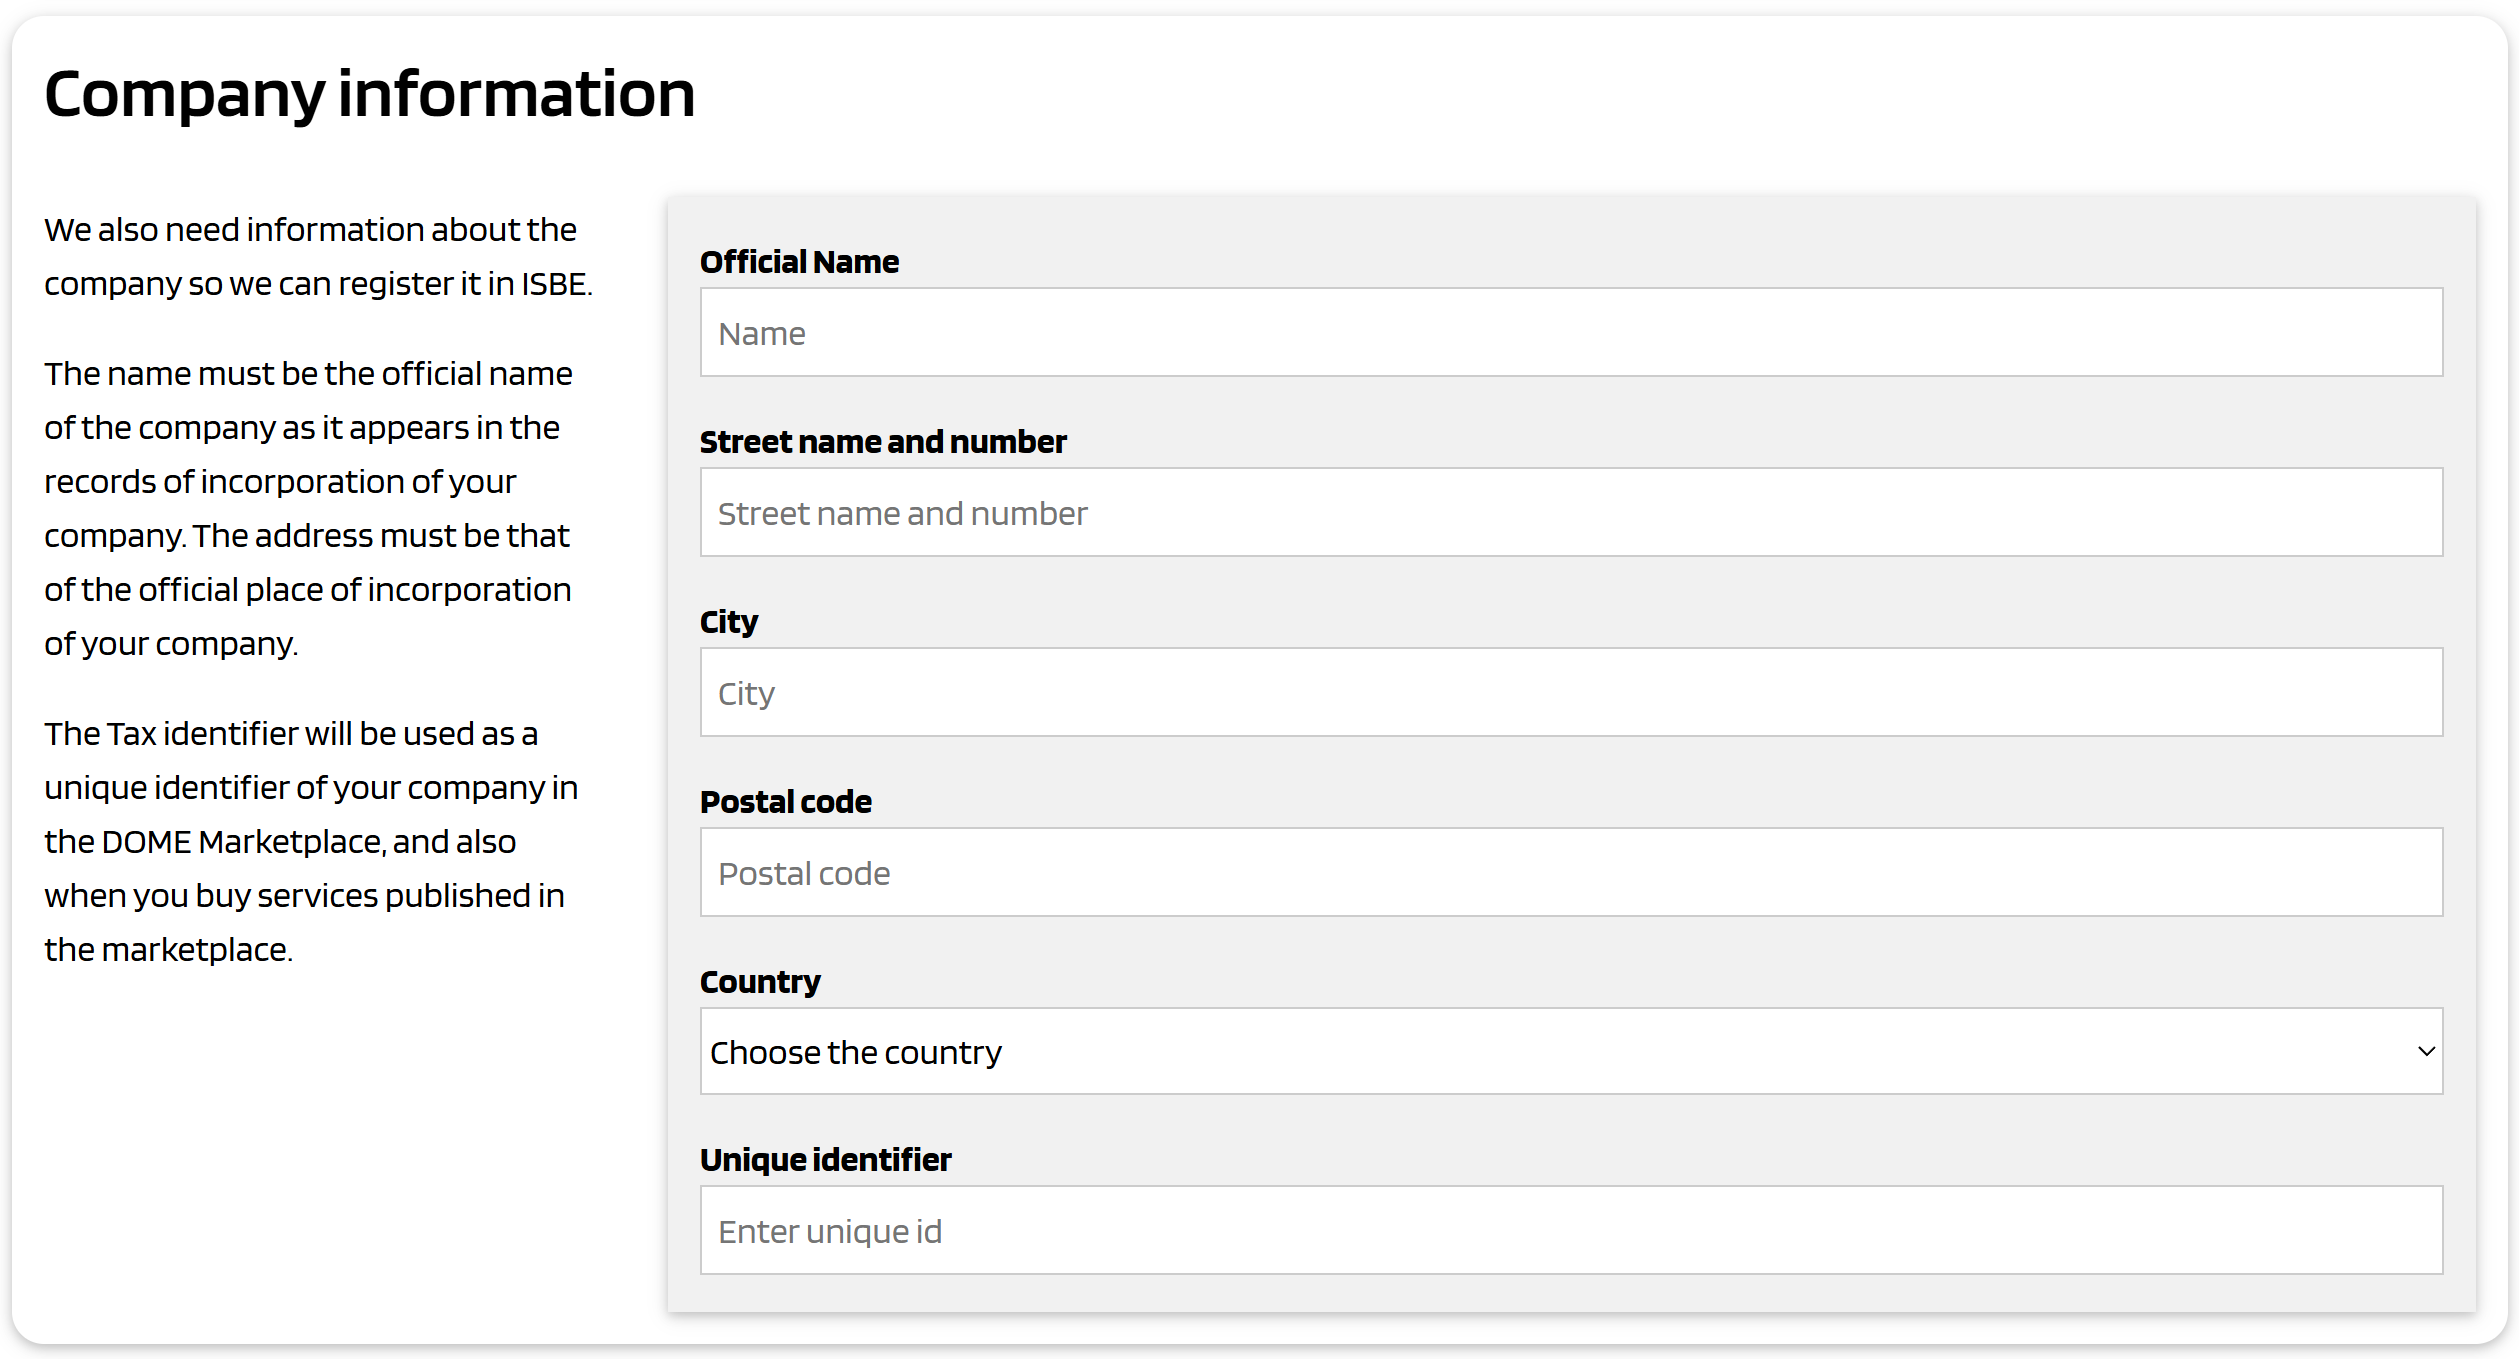 Company information
We also need information about the
company so we can register it in ISBE.
The name must be the official name
of the company as it appears in the
records of incorporation of your
company. The address must be that
of the official place of incorporation
of your company.
The Tax identifier will be used as a
unique identifier of your company in
the DOME Marketplace, and also
when you buy services published in
the marketplace.
Official Name
Name
Street name and number
Street name and number
City
City
Postal code
Postal code
Country
Choose the country
Unique identifier
Enter unique id